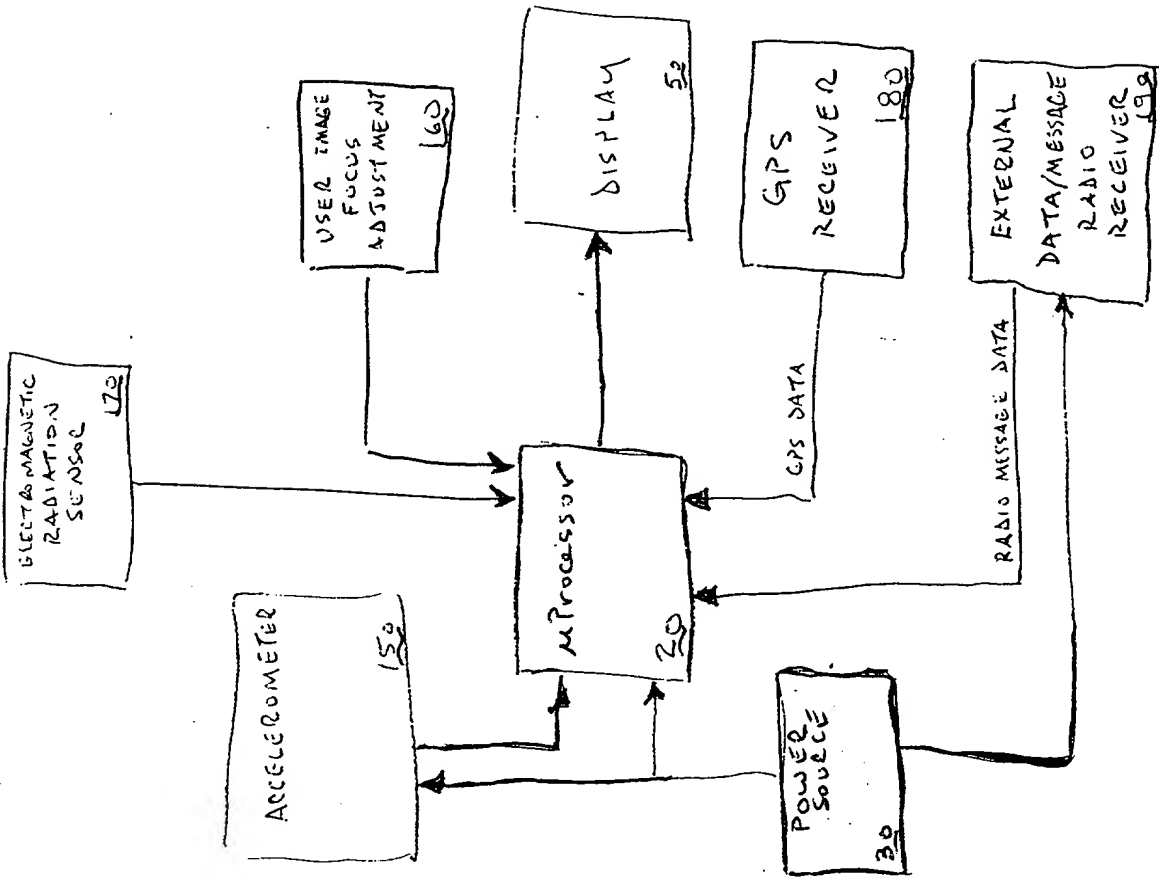 ELECTROMAGNETIC
RADIATION
SENSOR
170
USER IMAGE
FOCUS
ADJUSTMENT
160
ACCELEROMETER
150
DISPLAY
50
µProcessor
20
GPS
RECEIVER
180
GPS DATA
POWER
SOURCE
30
RADIO MESSAGE DATA
EXTERNAL
DATA/MESSAGE
RADIO
RECEIVER
190